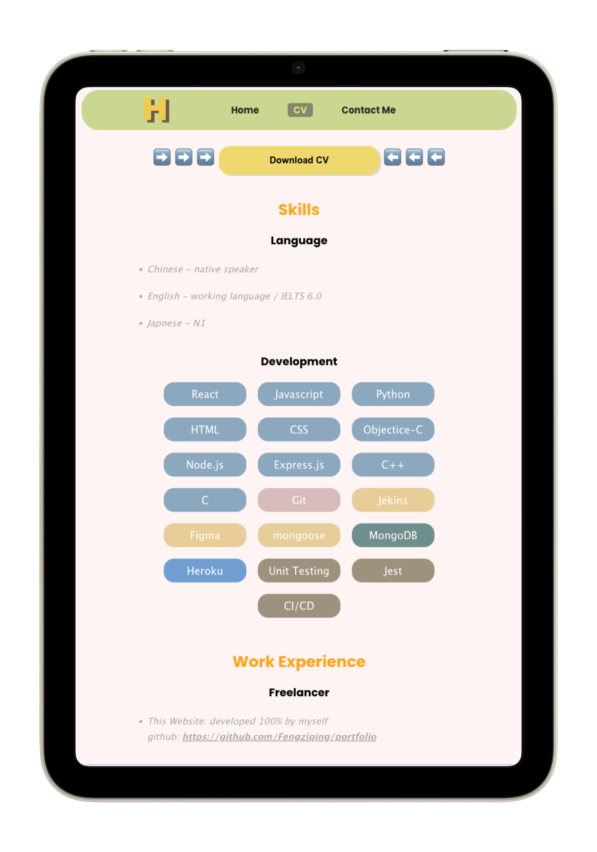 H
Home CV Contact Me
Download CV
Skills
Language
• Chinese - native speaker
• English - working language / IELTS 6.0
• Japnese - N1
Development
React Javascript Python
HTML CSS Objectice-C
Node.js Express.js C++
C Git Jekins
Figma mongoose MongoDB
Heroku Unit Testing Jest
CI/CD
Work Experience
Freelancer
• This Website: developed 100% by myself
github: https://github.com/Fengziqing/portfolio